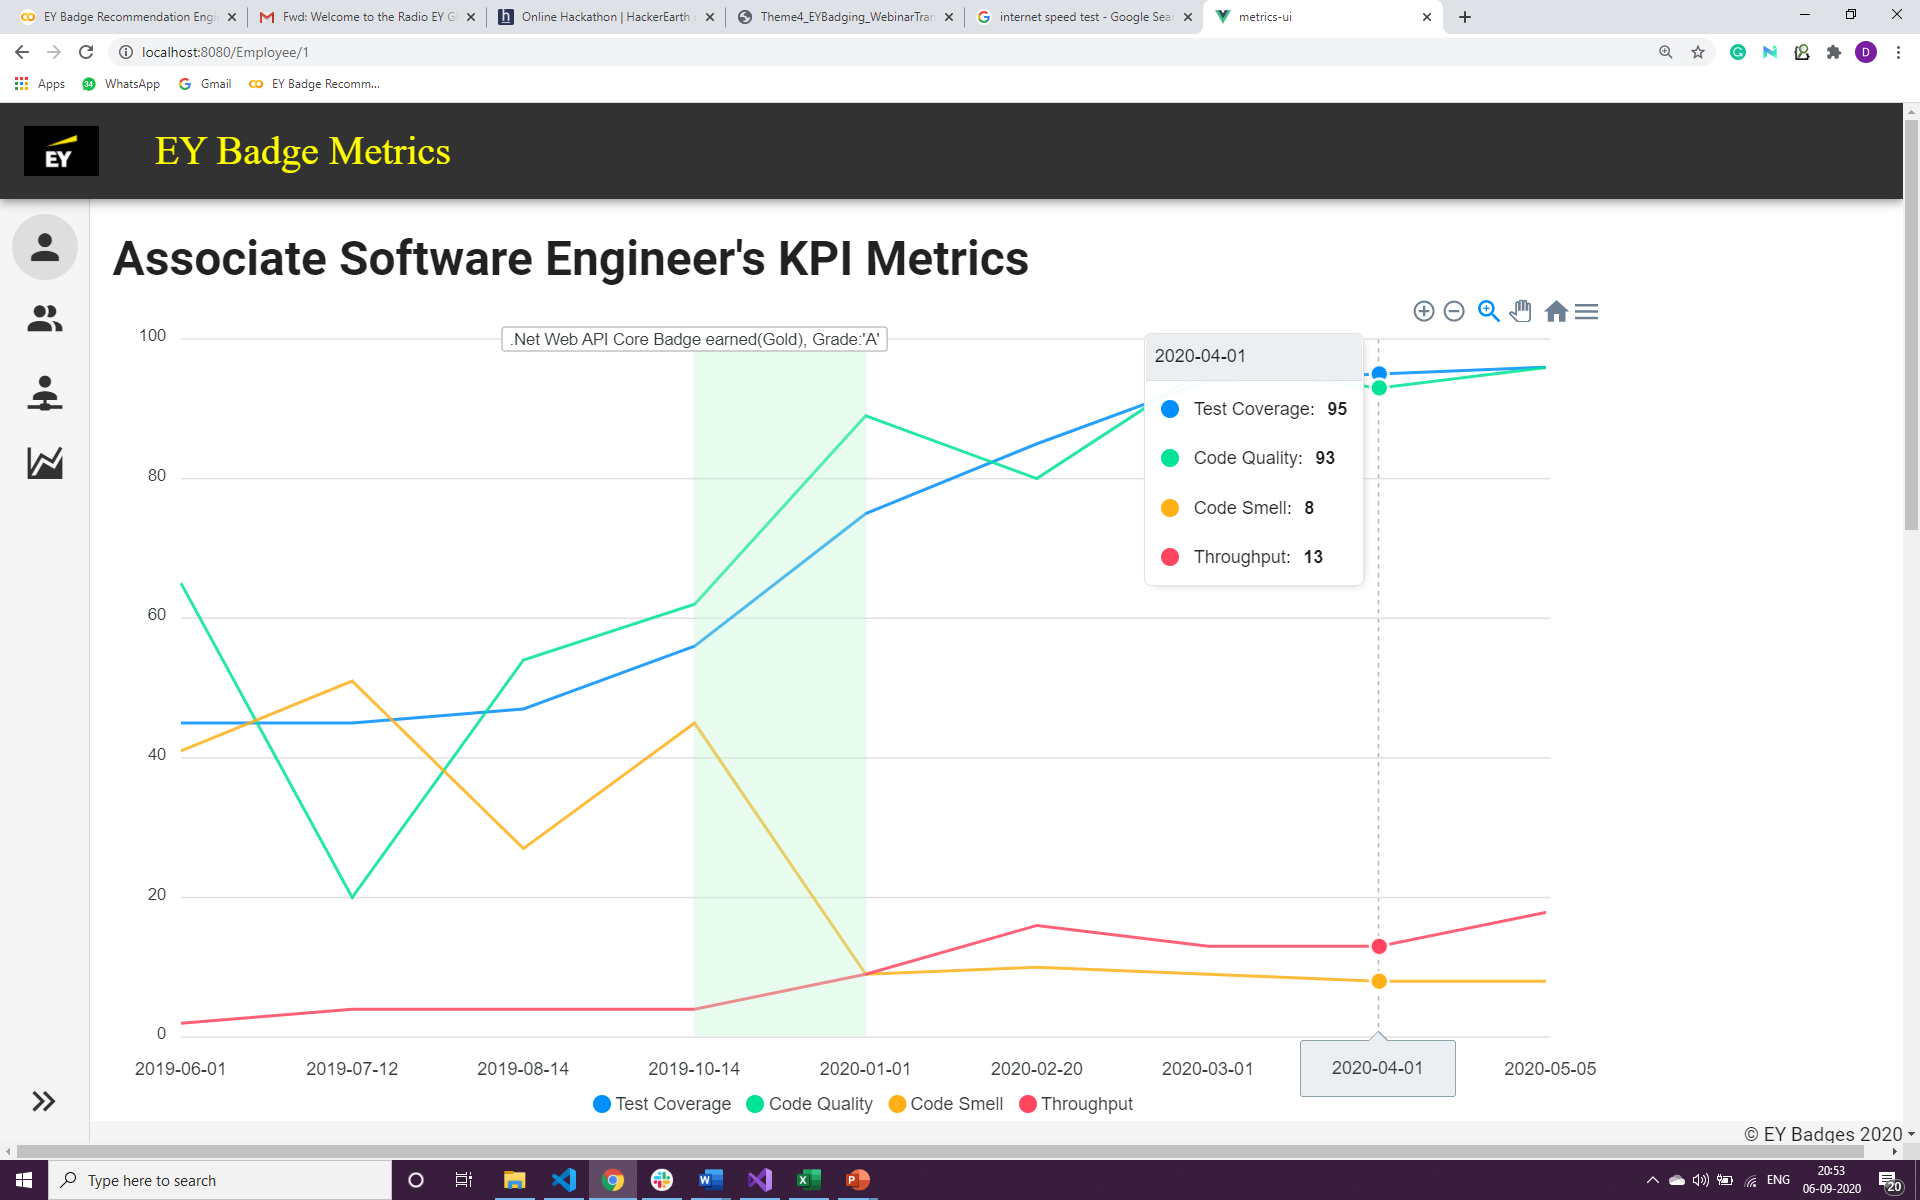 EY Badge Recommendation Engi
Fwd: Welcome to the Radio EY G
Online Hackathon | HackerEarth
Theme4_EYBadging_WebinarTran
internet speed test - Google Sea
metrics-ui
localhost:8080/Employee/1
D
Apps
34
WhatsApp
Gmail
EY Badge Recomm...
EY
EY Badge Metrics
Associate Software Engineer's KPI Metrics
.Net Web API Core Badge earned(Gold), Grade:'A'
100
80
60
40
20
0
2020-04-01
Test Coverage: 95
Code Quality: 93
Code Smell: 8
Throughput: 13
2019-06-01
2019-07-12
2019-08-14
2019-10-14
2020-01-01
2020-02-20
2020-03-01
2020-04-01
2020-05-05
Test Coverage Code Quality Code Smell Throughput
© EY Badges 2020
Type here to search
ENG
20:53
06-09-2020
20